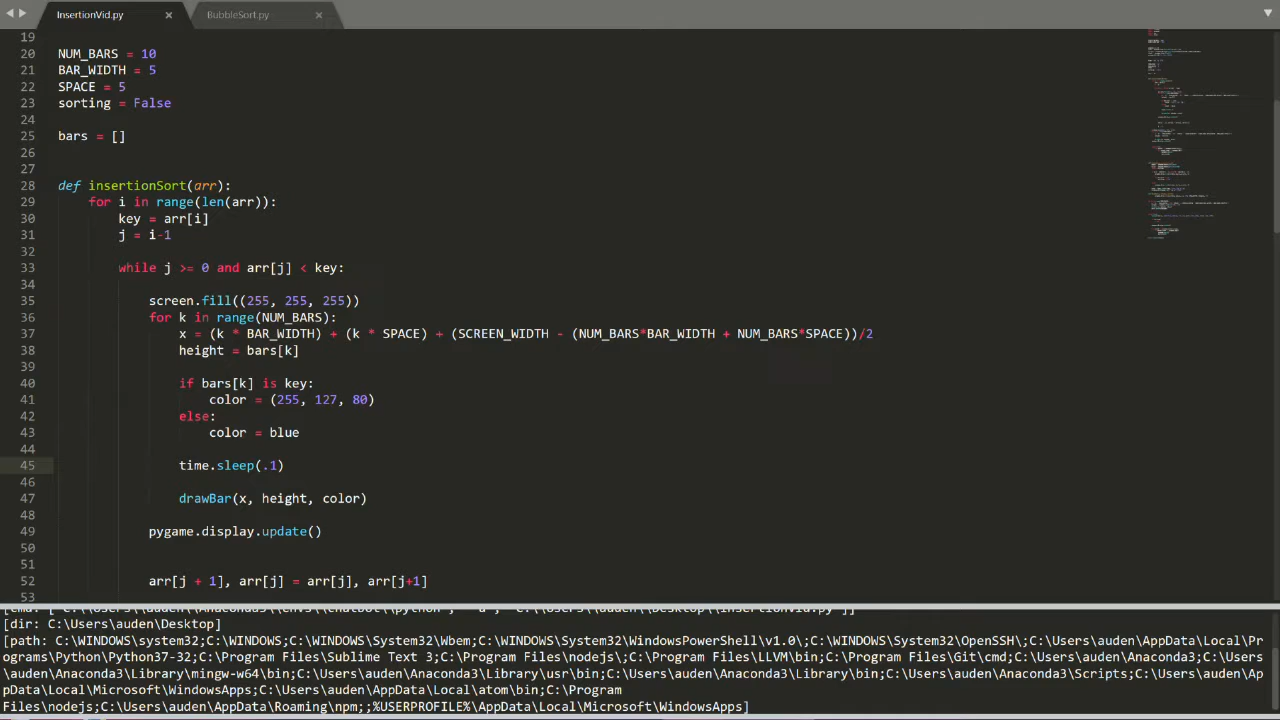 InsertionVid.py × BubbleSort.py ×
19
20 NUM_BARS = 10
21 BAR_WIDTH = 5
22 SPACE = 5
23 sorting = False
24
25 bars = []
26
27
28 def insertionSort(arr):
29 for i in range(len(arr)):
30 key = arr[i]
31 j = i-1
32
33 while j >= 0 and arr[j] < key:
34
35 screen.fill((255, 255, 255))
36 for k in range(NUM_BARS):
37 x = (k * BAR_WIDTH) + (k * SPACE) + (SCREEN_WIDTH - (NUM_BARS*BAR_WIDTH + NUM_BARS*SPACE))/2
38 height = bars[k]
39
40 if bars[k] is key:
41 color = (255, 127, 80)
42 else:
43 color = blue
44
45 time.sleep(.1)
46
47 drawBar(x, height, color)
48
49 pygame.display.update()
50
51
52 arr[j + 1], arr[j] = arr[j], arr[j+1]
53
[dir: C:\Users\auden\Desktop]
[path: C:\WINDOWS\system32;C:\WINDOWS;C:\WINDOWS\System32\Wbem;C:\WINDOWS\System32\WindowsPowerShell\v1.0\;C:\WINDOWS\System32\OpenSSH\;C:\Users\auden\AppData\Local\Pr
ograms\Python\Python37-32;C:\Program Files\Sublime Text 3;C:\Program Files\nodejs\;C:\Program Files\LLVM\bin;C:\Program Files\Git\cmd;C:\Users\auden\Anaconda3;C:\Users
\auden\Anaconda3\Library\mingw-w64\bin;C:\Users\auden\Anaconda3\Library\usr\bin;C:\Users\auden\Anaconda3\Library\bin;C:\Users\auden\Anaconda3\Scripts;C:\Users\auden\Ap
pData\Local\Microsoft\WindowsApps;C:\Users\auden\AppData\Local\atom\bin;C:\Program
Files\nodejs;C:\Users\auden\AppData\Roaming\npm;;%USERPROFILE%\AppData\Local\Microsoft\WindowsApps]